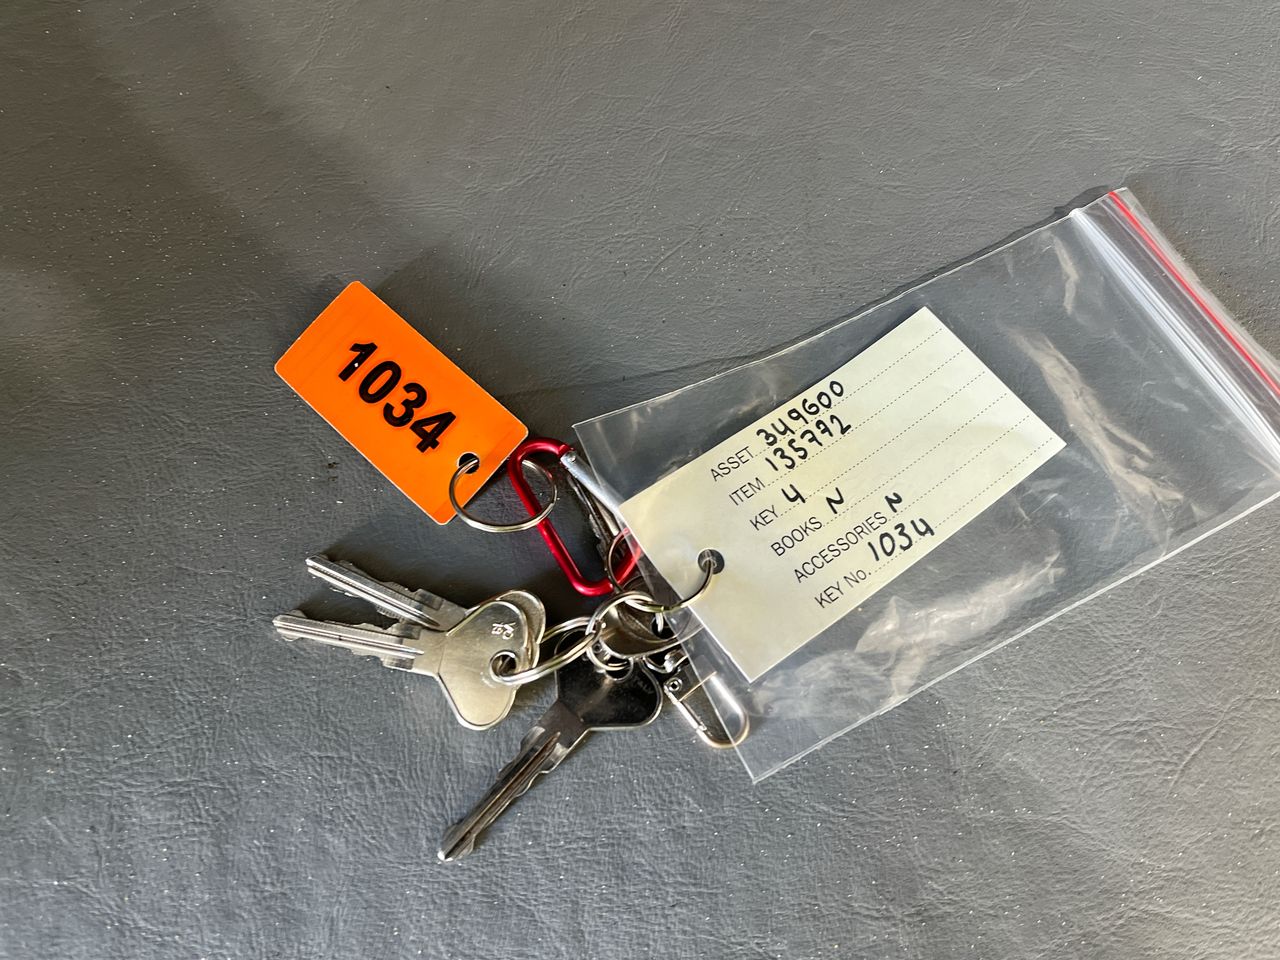 1034
ASSET 349600
ITEM 135772
KEY 4
BOOKS N
ACCESSORIES N
KEY No. 1034